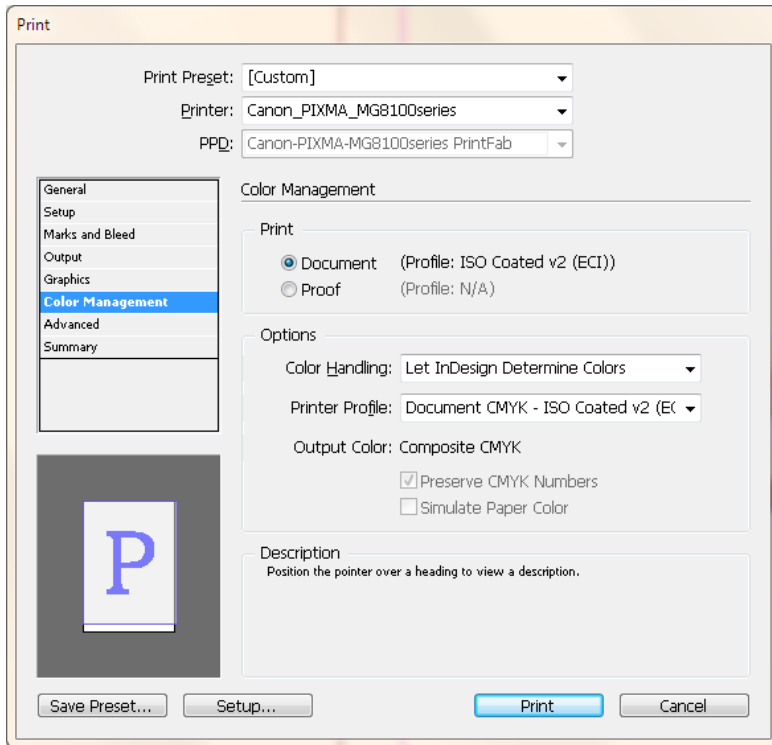 Print
Print Preset: [Custom]
Printer: Canon_PIXMA_MG8100series
PPD: Canon-PIXMA-MG8100series PrintFab
General
Setup
Marks and Bleed
Output
Graphics
Color Management
Advanced
Summary
Color Management
Print
Document (Profile: ISO Coated v2 (ECI))
Proof (Profile: N/A)
Options
Color Handling: Let InDesign Determine Colors
Printer Profile: Document CMYK - ISO Coated v2 (E(
Output Color: Composite CMYK
Preserve CMYK Numbers
Simulate Paper Color
Description
Position the pointer over a heading to view a description.
P
Save Preset...
Setup...
Print
Cancel